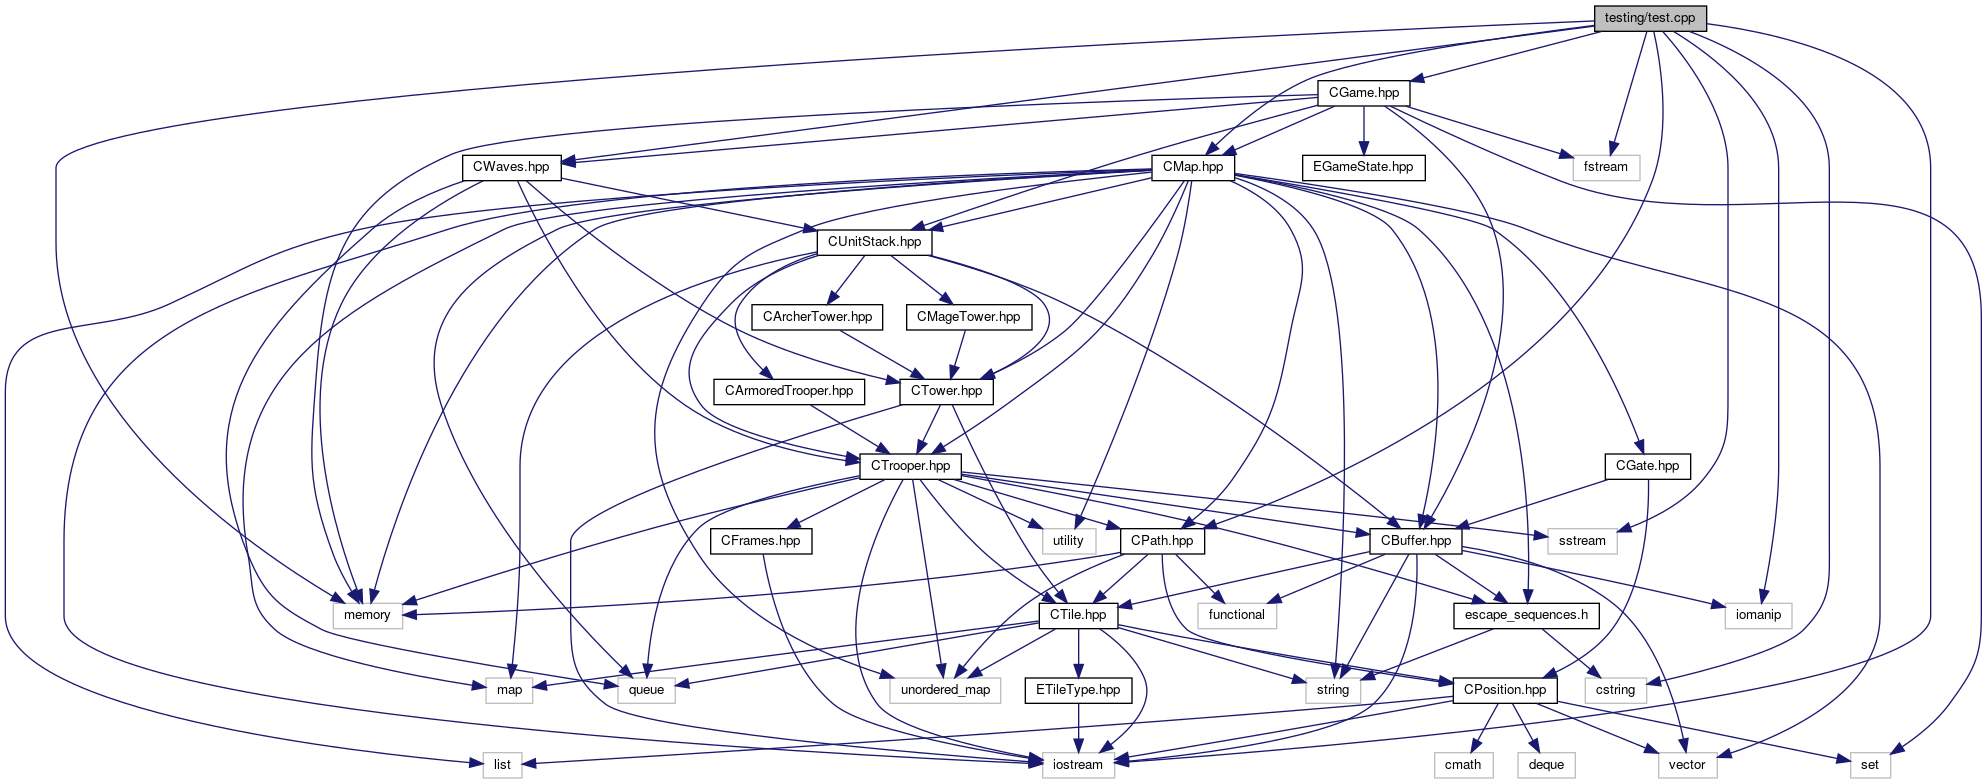 testing/test.cpp
CGame.hpp
CWaves.hpp
CMap.hpp
EGameState.hpp
fstream
CUnitStack.hpp
CArcherTower.hpp
CMageTower.hpp
CArmoredTrooper.hpp
CTower.hpp
CTrooper.hpp
CGate.hpp
CFrames.hpp
utility
CPath.hpp
CBuffer.hpp
sstream
memory
CTile.hpp
functional
escape_sequences.h
iomanip
map
queue
unordered_map
ETileType.hpp
string
CPosition.hpp
cstring
list
iostream
cmath
deque
vector
set